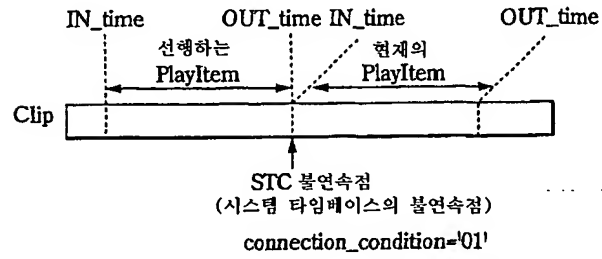 IN_time OUT_time IN_time OUT_time
선행하는 PlayItem
현재의 PlayItem
Clip
STC 불연속점
(시스템 타임베이스의 불연속점)
connection_condition='01'